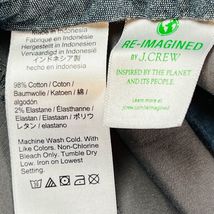 Fabriqué en Indonésie
Hergestellt in Indonesien
Vervaardigd in Indonesië
インドネシア製
hecho en Indonesia
98% Cotton / Coton /
Baumwolle / Katoen / 綿 /
algodón
2% Elastane / Élasthanne /
Elastan / Elastaan / ポリウ
レタン / elastano
Machine Wash Cold. With
Like Colors. Non-Chlorine
Bleach Only. Tumble Dry
Low. Iron on Lowest
Setting.
RE-IMAGINED
BY J.CREW
INSPIRED BY THE PLANET
AND ITS PEOPLE.
Learn more at
jcrew.com/reimagined